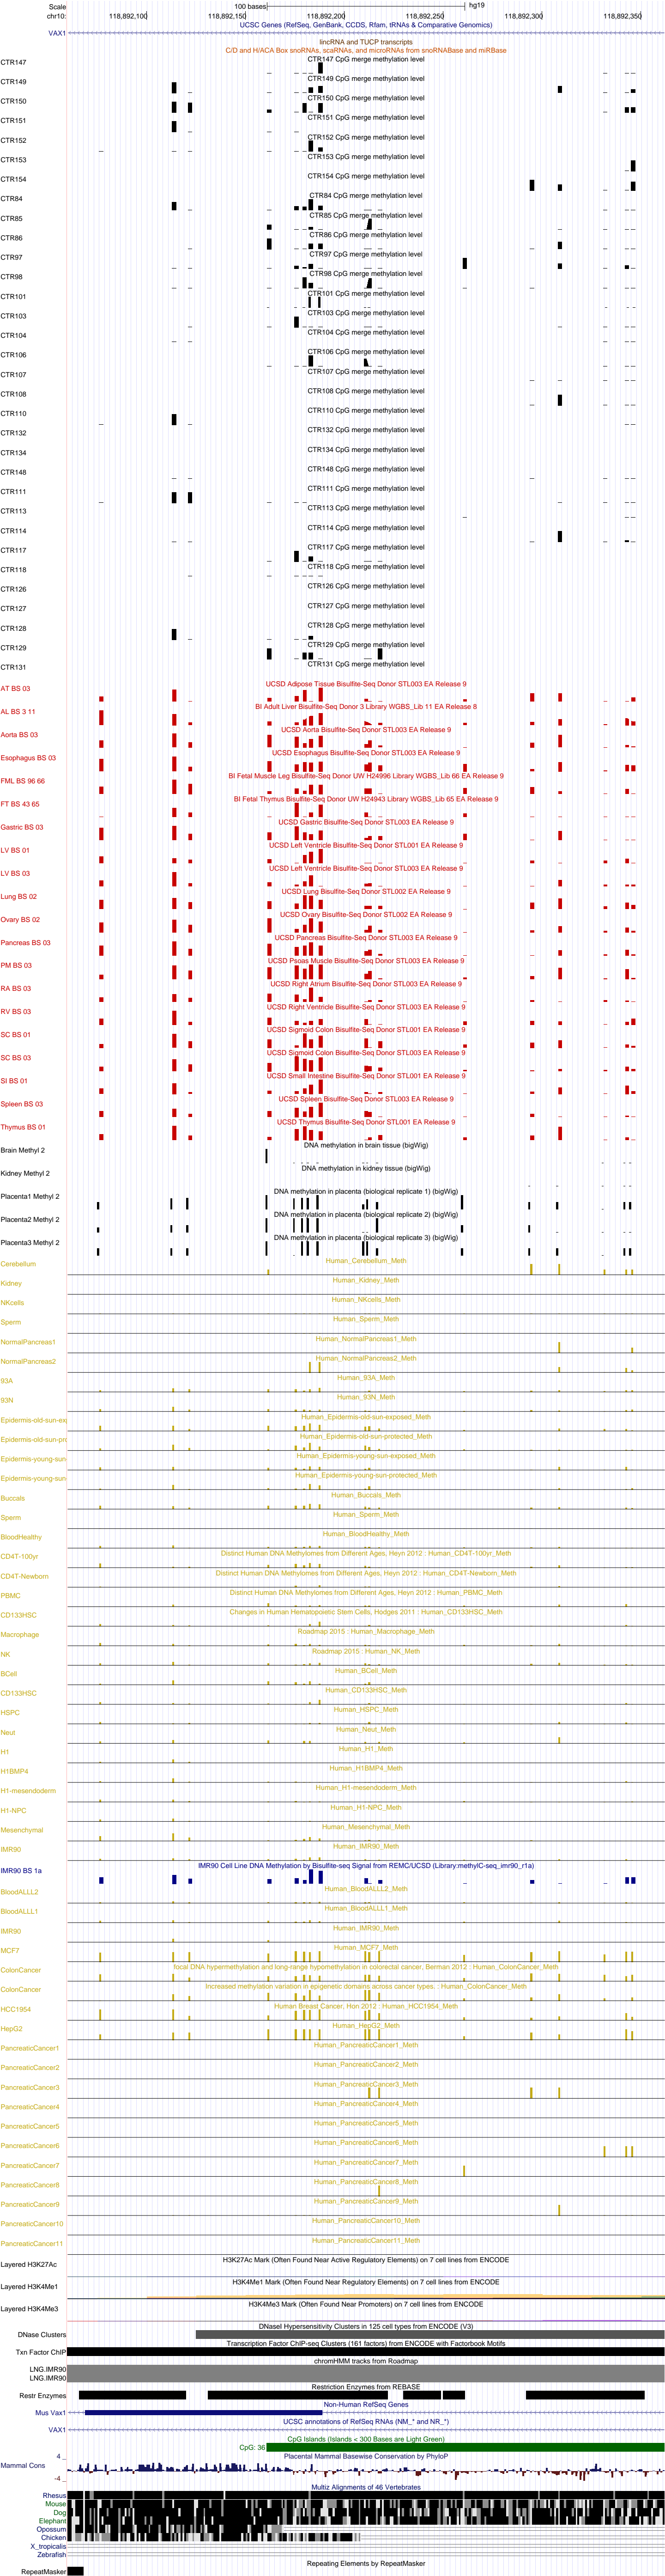 Scale 100 bases hg19
chr10: 118,892,100 118,892,150 118,892,200 118,892,250 118,892,300 118,892,350
UCSC Genes (RefSeq, GenBank, CCDS, Rfam, tRNAs & Comparative Genomics)
VAX1
lincRNA and TUCP transcripts
C/D and H/ACA Box snoRNAs, scaRNAs, and microRNAs from snoRNABase and miRBase
CTR147 CpG merge methylation level
CTR147
CTR149 CpG merge methylation level
CTR149
CTR150 CpG merge methylation level
CTR150
CTR151 CpG merge methylation level
CTR151
CTR152 CpG merge methylation level
CTR152
CTR153 CpG merge methylation level
CTR153
CTR154 CpG merge methylation level
CTR154
CTR84 CpG merge methylation level
CTR84
CTR85 CpG merge methylation level
CTR85
CTR86 CpG merge methylation level
CTR86
CTR97 CpG merge methylation level
CTR97
CTR98 CpG merge methylation level
CTR98
CTR101 CpG merge methylation level
CTR101
CTR103 CpG merge methylation level
CTR103
CTR104 CpG merge methylation level
CTR104
CTR106 CpG merge methylation level
CTR106
CTR107 CpG merge methylation level
CTR107
CTR108 CpG merge methylation level
CTR108
CTR110 CpG merge methylation level
CTR110
CTR132 CpG merge methylation level
CTR132
CTR134 CpG merge methylation level
CTR134
CTR148 CpG merge methylation level
CTR148
CTR111 CpG merge methylation level
CTR111
CTR113 CpG merge methylation level
CTR113
CTR114 CpG merge methylation level
CTR114
CTR117 CpG merge methylation level
CTR117
CTR118 CpG merge methylation level
CTR118
CTR126 CpG merge methylation level
CTR126
CTR127 CpG merge methylation level
CTR127
CTR128 CpG merge methylation level
CTR128
CTR129 CpG merge methylation level
CTR129
CTR131 CpG merge methylation level
CTR131
UCSD Adipose Tissue Bisulfite-Seq Donor STL003 EA Release 9
AT BS 03
BI Adult Liver Bisulfite-Seq Donor 3 Library WGBS_Lib 11 EA Release 8
AL BS 3 11
UCSD Aorta Bisulfite-Seq Donor STL003 EA Release 9
Aorta BS 03
UCSD Esophagus Bisulfite-Seq Donor STL003 EA Release 9
Esophagus BS 03
BI Fetal Muscle Leg Bisulfite-Seq Donor UW H24996 Library WGBS_Lib 66 EA Release 9
FML BS 96 66
BI Fetal Thymus Bisulfite-Seq Donor UW H24943 Library WGBS_Lib 65 EA Release 9
FT BS 43 65
UCSD Gastric Bisulfite-Seq Donor STL003 EA Release 9
Gastric BS 03
UCSD Left Ventricle Bisulfite-Seq Donor STL001 EA Release 9
LV BS 01
UCSD Left Ventricle Bisulfite-Seq Donor STL003 EA Release 9
LV BS 03
UCSD Lung Bisulfite-Seq Donor STL002 EA Release 9
Lung BS 02
UCSD Ovary Bisulfite-Seq Donor STL002 EA Release 9
Ovary BS 02
UCSD Pancreas Bisulfite-Seq Donor STL003 EA Release 9
Pancreas BS 03
UCSD Psoas Muscle Bisulfite-Seq Donor STL003 EA Release 9
PM BS 03
UCSD Right Atrium Bisulfite-Seq Donor STL003 EA Release 9
RA BS 03
UCSD Right Ventricle Bisulfite-Seq Donor STL003 EA Release 9
RV BS 03
UCSD Sigmoid Colon Bisulfite-Seq Donor STL001 EA Release 9
SC BS 01
UCSD Sigmoid Colon Bisulfite-Seq Donor STL003 EA Release 9
SC BS 03
UCSD Small Intestine Bisulfite-Seq Donor STL001 EA Release 9
SI BS 01
UCSD Spleen Bisulfite-Seq Donor STL003 EA Release 9
Spleen BS 03
UCSD Thymus Bisulfite-Seq Donor STL001 EA Release 9
Thymus BS 01
DNA methylation in brain tissue (bigWig)
Brain Methyl 2
DNA methylation in kidney tissue (bigWig)
Kidney Methyl 2
DNA methylation in placenta (biological replicate 1) (bigWig)
Placenta1 Methyl 2
DNA methylation in placenta (biological replicate 2) (bigWig)
Placenta2 Methyl 2
DNA methylation in placenta (biological replicate 3) (bigWig)
Placenta3 Methyl 2
Human_Cerebellum_Meth
Cerebellum
Human_Kidney_Meth
Kidney
Human_NKcells_Meth
NKcells
Human_Sperm_Meth
Sperm
Human_NormalPancreas1_Meth
NormalPancreas1
Human_NormalPancreas2_Meth
NormalPancreas2
Human_93A_Meth
93A
Human_93N_Meth
93N
Human_Epidermis-old-sun-exposed_Meth
Epidermis-old-sun-ex
Human_Epidermis-old-sun-protected_Meth
Epidermis-old-sun-pr
Human_Epidermis-young-sun-exposed_Meth
Epidermis-young-sun
Human_Epidermis-young-sun-protected_Meth
Epidermis-young-sun
Human_Buccals_Meth
Buccals
Human_Sperm_Meth
Sperm
Human_BloodHealthy_Meth
BloodHealthy
Distinct Human DNA Methylomes from Different Ages, Heyn 2012 : Human_CD4T-100yr_Meth
CD4T-100yr
Distinct Human DNA Methylomes from Different Ages, Heyn 2012 : Human_CD4T-Newborn_Meth
CD4T-Newborn
Distinct Human DNA Methylomes from Different Ages, Heyn 2012 : Human_PBMC_Meth
PBMC
Changes in Human Hematopoietic Stem Cells, Hodges 2011 : Human_CD133HSC_Meth
CD133HSC
Roadmap 2015 : Human_Macrophage_Meth
Macrophage
Roadmap 2015 : Human_NK_Meth
NK
Human_BCell_Meth
BCell
Human_CD133HSC_Meth
CD133HSC
Human_HSPC_Meth
HSPC
Human_Neut_Meth
Neut
Human_H1_Meth
H1
Human_H1BMP4_Meth
H1BMP4
Human_H1-mesendoderm_Meth
H1-mesendoderm
Human_H1-NPC_Meth
H1-NPC
Human_Mesenchymal_Meth
Mesenchymal
Human_IMR90_Meth
IMR90
IMR90 Cell Line DNA Methylation by Bisulfite-seq Signal from REMC/UCSD (Library:methylC-seq_imr90_r1a)
IMR90 BS 1a
Human_BloodALLL2_Meth
BloodALLL2
Human_BloodALLL1_Meth
BloodALLL1
Human_IMR90_Meth
IMR90
Human_MCF7_Meth
MCF7
focal DNA hypermethylation and long-range hypomethylation in colorectal cancer, Berman 2012 : Human_ColonCancer_Meth
ColonCancer
Increased methylation variation in epigenetic domains across cancer types. : Human_ColonCancer_Meth
ColonCancer
Human Breast Cancer, Hon 2012 : Human_HCC1954_Meth
HCC1954
Human_HepG2_Meth
HepG2
Human_PancreaticCancer1_Meth
PancreaticCancer1
Human_PancreaticCancer2_Meth
PancreaticCancer2
Human_PancreaticCancer3_Meth
PancreaticCancer3
Human_PancreaticCancer4_Meth
PancreaticCancer4
Human_PancreaticCancer5_Meth
PancreaticCancer5
Human_PancreaticCancer6_Meth
PancreaticCancer6
Human_PancreaticCancer7_Meth
PancreaticCancer7
Human_PancreaticCancer8_Meth
PancreaticCancer8
Human_PancreaticCancer9_Meth
PancreaticCancer9
Human_PancreaticCancer10_Meth
PancreaticCancer10
Human_PancreaticCancer11_Meth
PancreaticCancer11
H3K27Ac Mark (Often Found Near Active Regulatory Elements) on 7 cell lines from ENCODE
Layered H3K27Ac
H3K4Me1 Mark (Often Found Near Regulatory Elements) on 7 cell lines from ENCODE
Layered H3K4Me1
H3K4Me3 Mark (Often Found Near Promoters) on 7 cell lines from ENCODE
Layered H3K4Me3
DNaseI Hypersensitivity Clusters in 125 cell types from ENCODE (V3)
DNase Clusters
Transcription Factor ChIP-seq Clusters (161 factors) from ENCODE with Factorbook Motifs
Txn Factor ChIP
chromHMM tracks from Roadmap
LNG.IMR90
LNG.IMR90
Restriction Enzymes from REBASE
Restr Enzymes
Non-Human RefSeq Genes
Mus Vax1
UCSC annotations of RefSeq RNAs (NM_* and NR_*)
VAX1
CpG Islands (Islands < 300 Bases are Light Green)
CpG: 36
Placental Mammal Basewise Conservation by PhyloP
4 _
Mammal Cons
-4 _
Multiz Alignments of 46 Vertebrates
Rhesus
Mouse
Dog
Elephant
Opossum
Chicken
X_tropicalis
Zebrafish
Repeating Elements by RepeatMasker
RepeatMasker